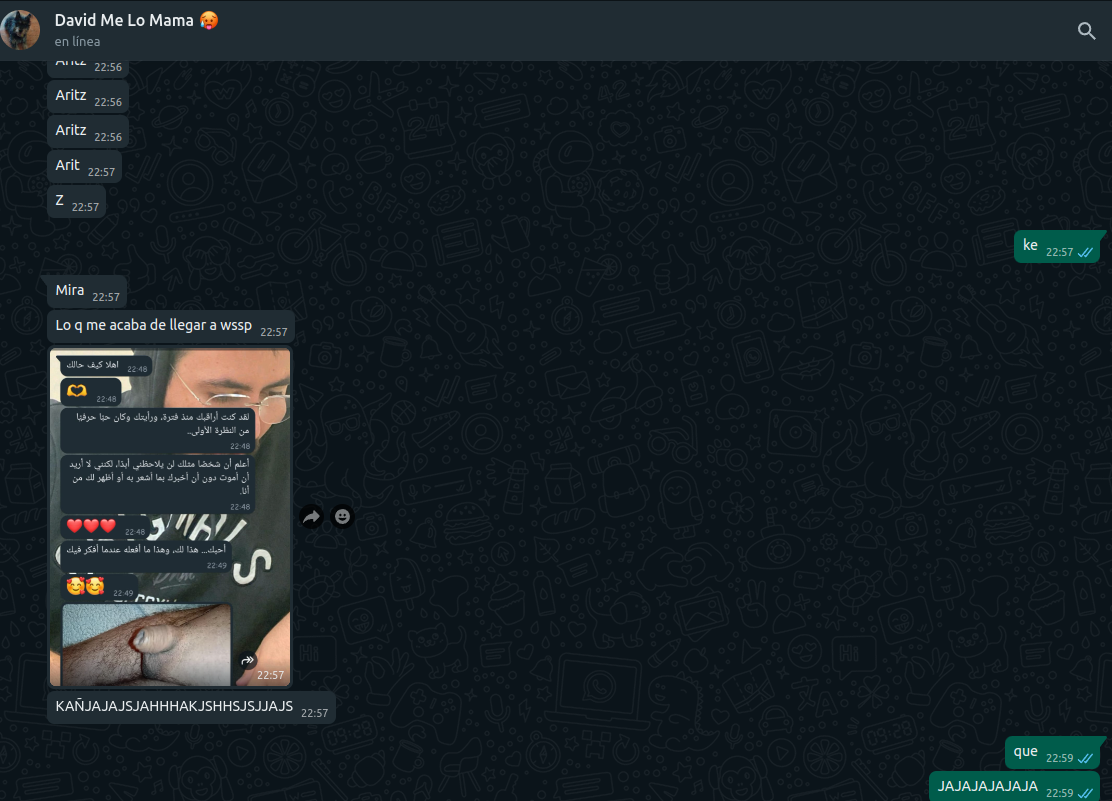 David Me Lo Mama 🥵
en línea
Aritz 22:56
Aritz 22:56
Aritz 22:56
Arit 22:57
Z 22:57
ke 22:57
Mira 22:57
Lo q me acaba de llegar a wssp 22:57
اهلا كيف حالك 22:48
🫶 22:48
لقد كنت أراقبك منذ فترة، ورأيتك وكان حبًا حرفيًا
من النظرة الأولى..
22:48
أعلم أن شخصًا مثلك لن يلاحظني أبدًا، لكنني لا أريد
أن أموت دون أن أخبرك بما أشعر به أو أظهر لك من
أنا.
22:48
❤️❤️❤️ 22:48
أحبك... هذا لك، وهذا ما أفعله عندما أفكر فيك
22:49
🥰🥰 22:49
22:57
KAÑJAJAJSJAHHHAKJSHHSJSJJAJS 22:57
que 22:59
JAJAJAJAJAJA 22:59